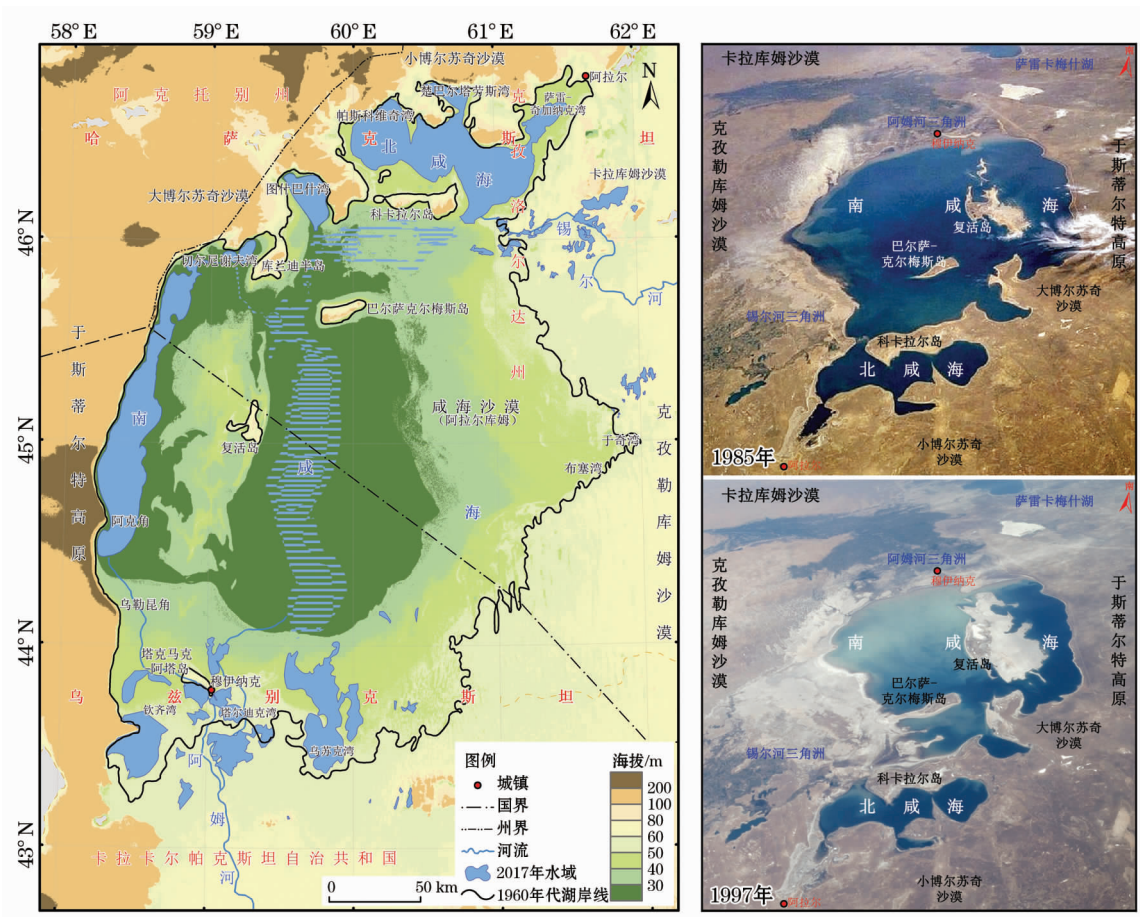 58° E
59° E
60° E
61° E
62° E
46° N
45° N
44° N
43° N
小博尔苏奇沙漠
N
阿拉尔
阿克托别州
楚巴尔塔劳斯湾
克
萨雷-
奇加纳克湾
帕斯科维奇湾
哈萨克斯坦
孜
北咸海
大博尔苏奇沙漠
图什巴什湾
卡拉库姆沙漠
科卡拉尔岛
洛
锡
切尔尼谢夫湾
库兰迪半岛
尔
尔
河
巴尔萨克尔梅斯岛
达
于斯蒂尔特高原
州
南
咸海沙漠
(阿拉尔库姆)
克孜勒库姆沙漠
复活岛
于奇湾
咸
布塞湾
阿克角
海
乌勒昆角
塔克马克
阿塔岛
穆伊纳克
乌兹别克斯坦
钦齐湾
塔尔迪克湾
乌苏克湾
阿
姆
河
卡拉卡尔帕克斯坦自治共和国
0
50 km
图例
城镇
国界
州界
河流
2017年水域
1960年代湖岸线
海拔/m
200
100
80
60
50
40
30
卡拉库姆沙漠
萨雷卡梅什湖
南
阿姆河三角洲
穆伊纳克
克孜勒库姆沙漠
于斯蒂尔特高原
南咸海
复活岛
巴尔萨-
克尔梅斯岛
大博尔苏奇
沙漠
锡尔河三角洲
科卡拉尔岛
北咸海
小博尔苏奇
沙漠
1985年
阿拉尔
卡拉库姆沙漠
萨雷卡梅什湖
南
阿姆河三角洲
穆伊纳克
克孜勒库姆沙漠
于斯蒂尔特高原
南咸海
复活岛
巴尔萨-
克尔梅斯岛
大博尔苏奇
沙漠
锡尔河三角洲
科卡拉尔岛
北咸海
小博尔苏奇
沙漠
1997年
阿拉尔